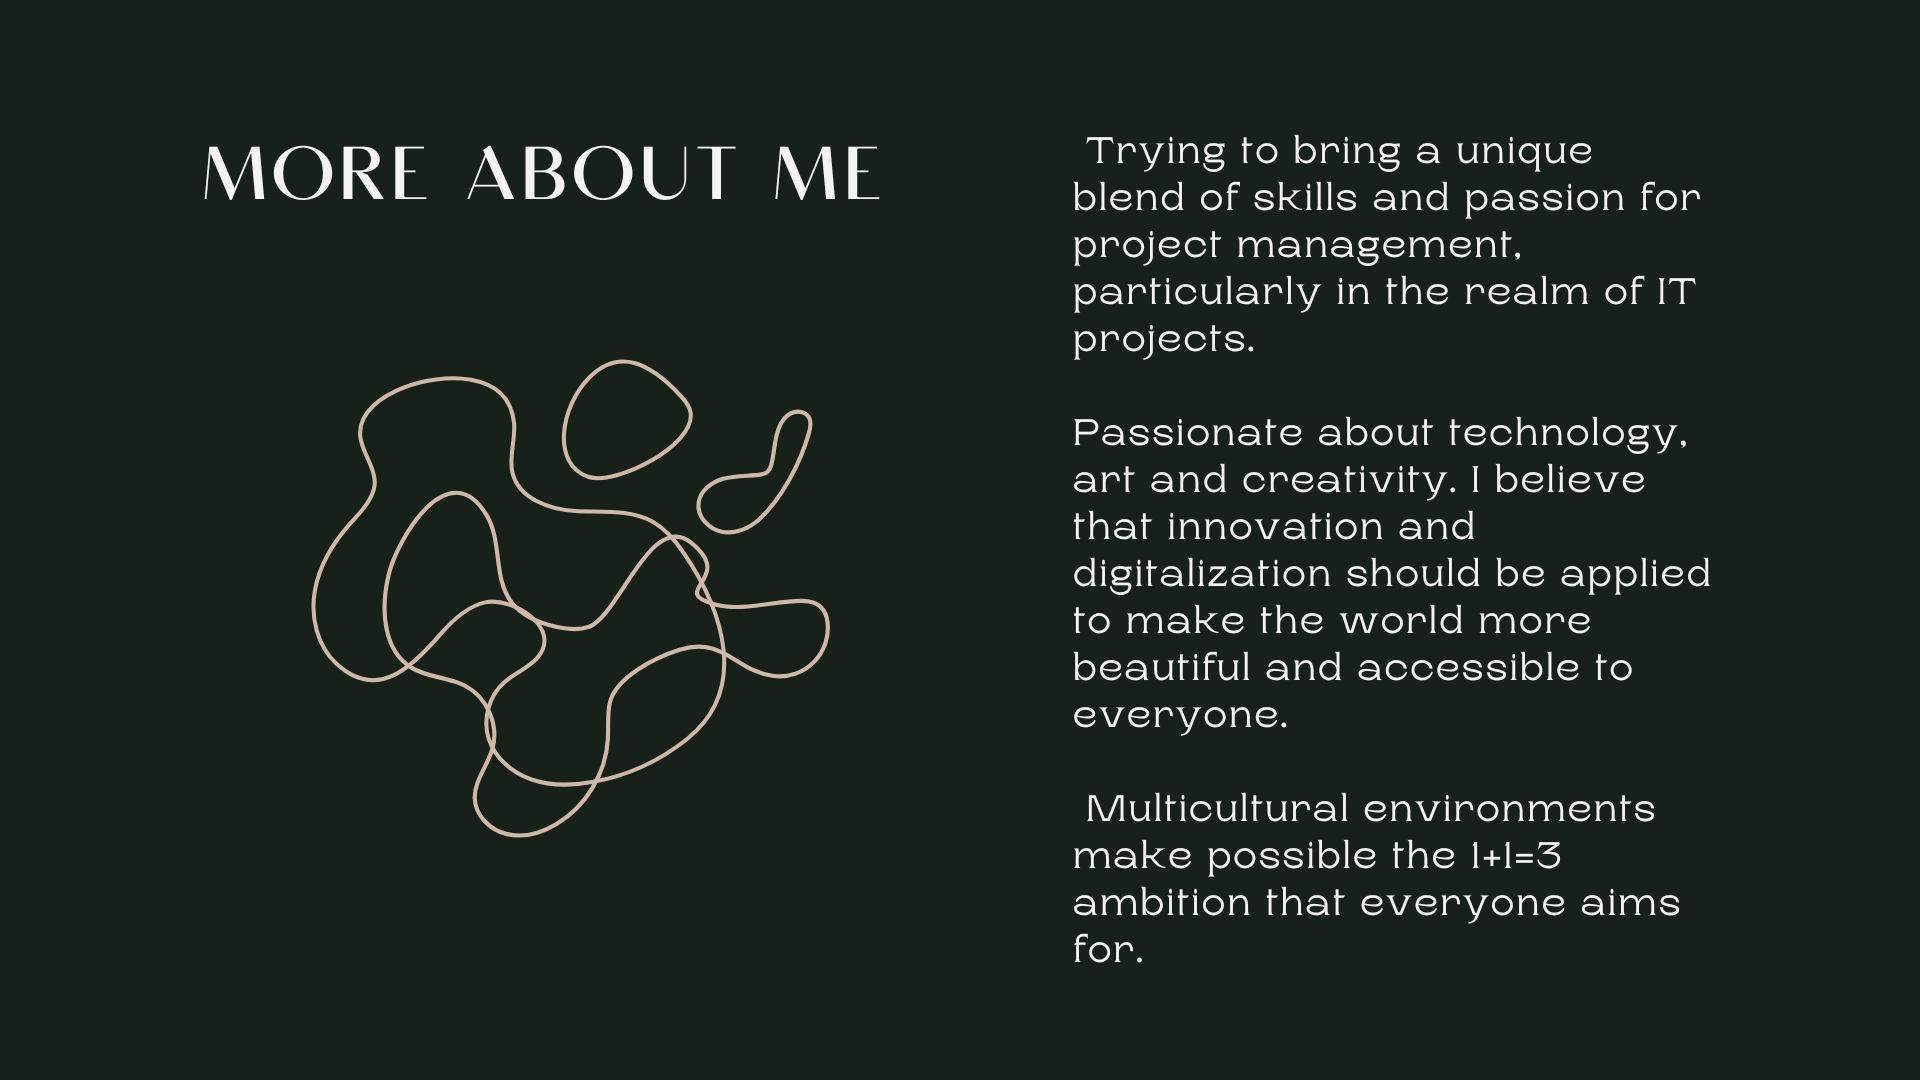 MORE ABOUT ME
Trying to bring a unique
blend of skills and passion for
project management,
particularly in the realm of IT
projects.
Passionate about technology,
art and creativity. I believe
that innovation and
digitalization should be applied
to make the world more
beautiful and accessible to
everyone.
Multicultural environments
make possible the 1+1=3
ambition that everyone aims
for.